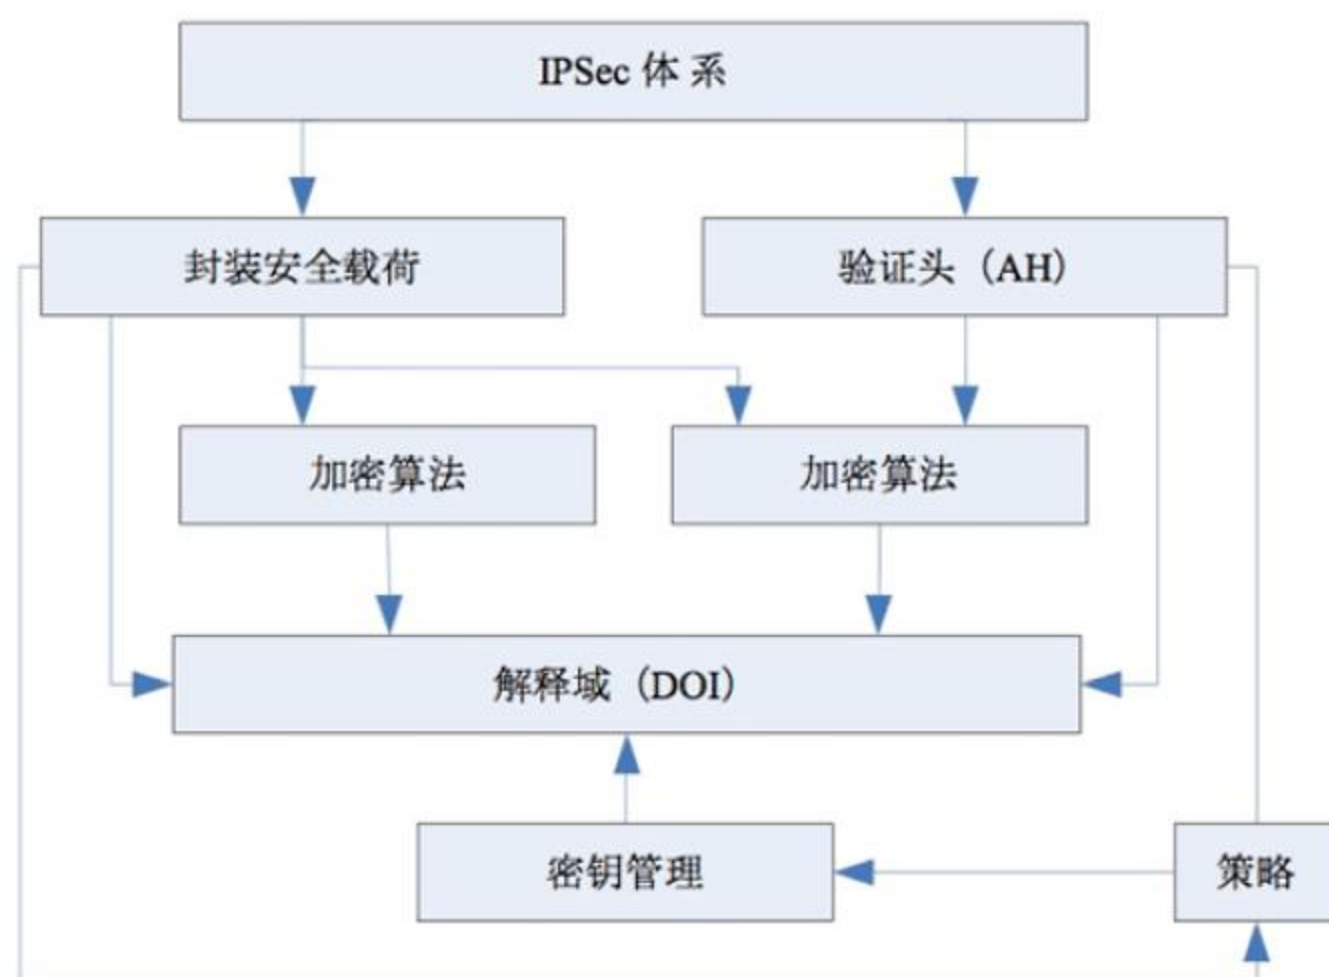 IPSec 体 系
封装安全载荷
验证头（AH）
加密算法
加密算法
解释域（DOI）
密钥管理
策略